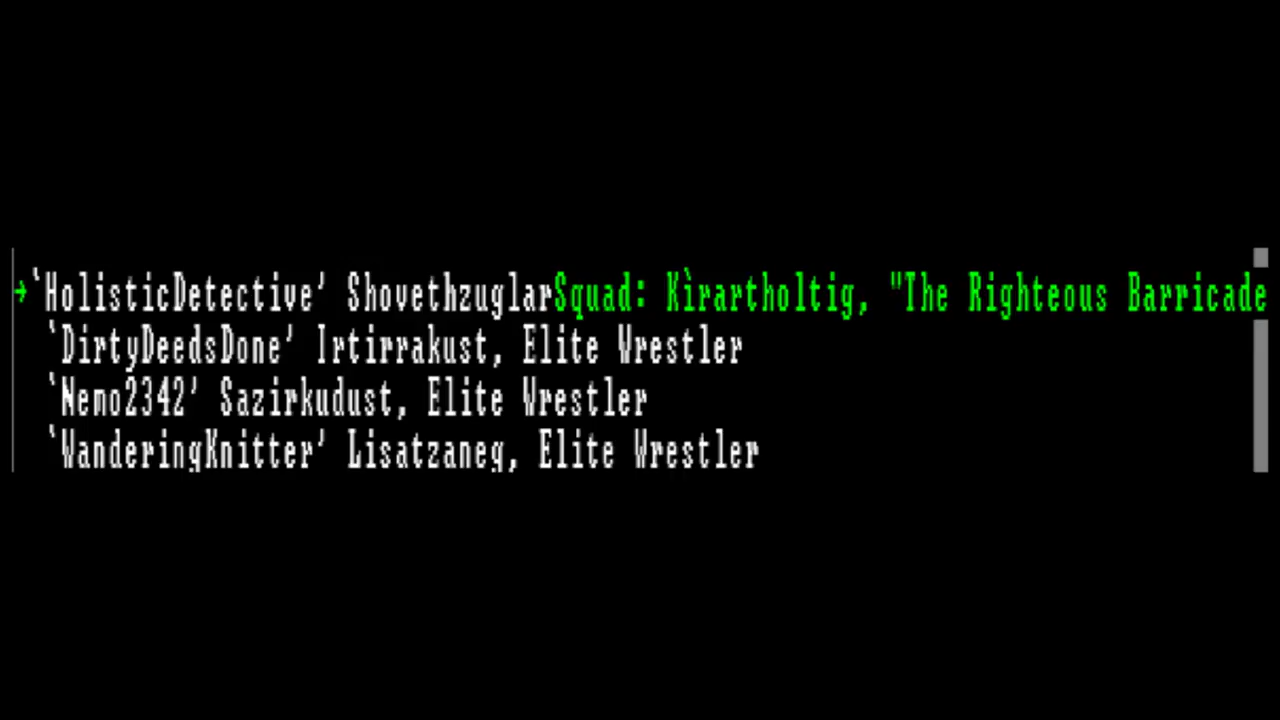 `HolisticDetective' ShovethzuglarSquad: Kìrartholtig, "The Righteous Barricade
`DirtyDeedsDone' Irtirrakust, Elite Wrestler
`Nemo2342' Sazirkudust, Elite Wrestler
`WanderingKnitter' Lisatzaneg, Elite Wrestler